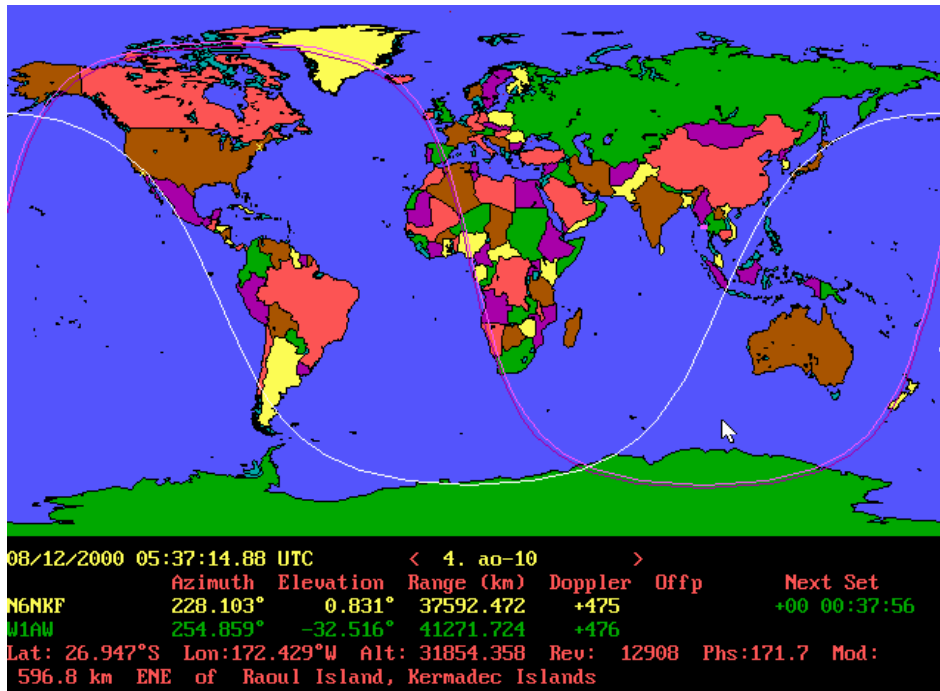 08/12/2000 05:37:14.88 UTC < 4. ao-10 >
Azimuth Elevation Range (km) Doppler Offp Next Set
N6NKF 228.103° 0.831° 37592.472 +475 +00 00:37:56
W1AW 254.859° -32.516° 41271.724 +476
Lat: 26.947°S Lon:172.429°W Alt: 31854.358 Rev: 12908 Phs:171.7 Mod:
596.8 km ENE of Raoul Island, Kermadec Islands